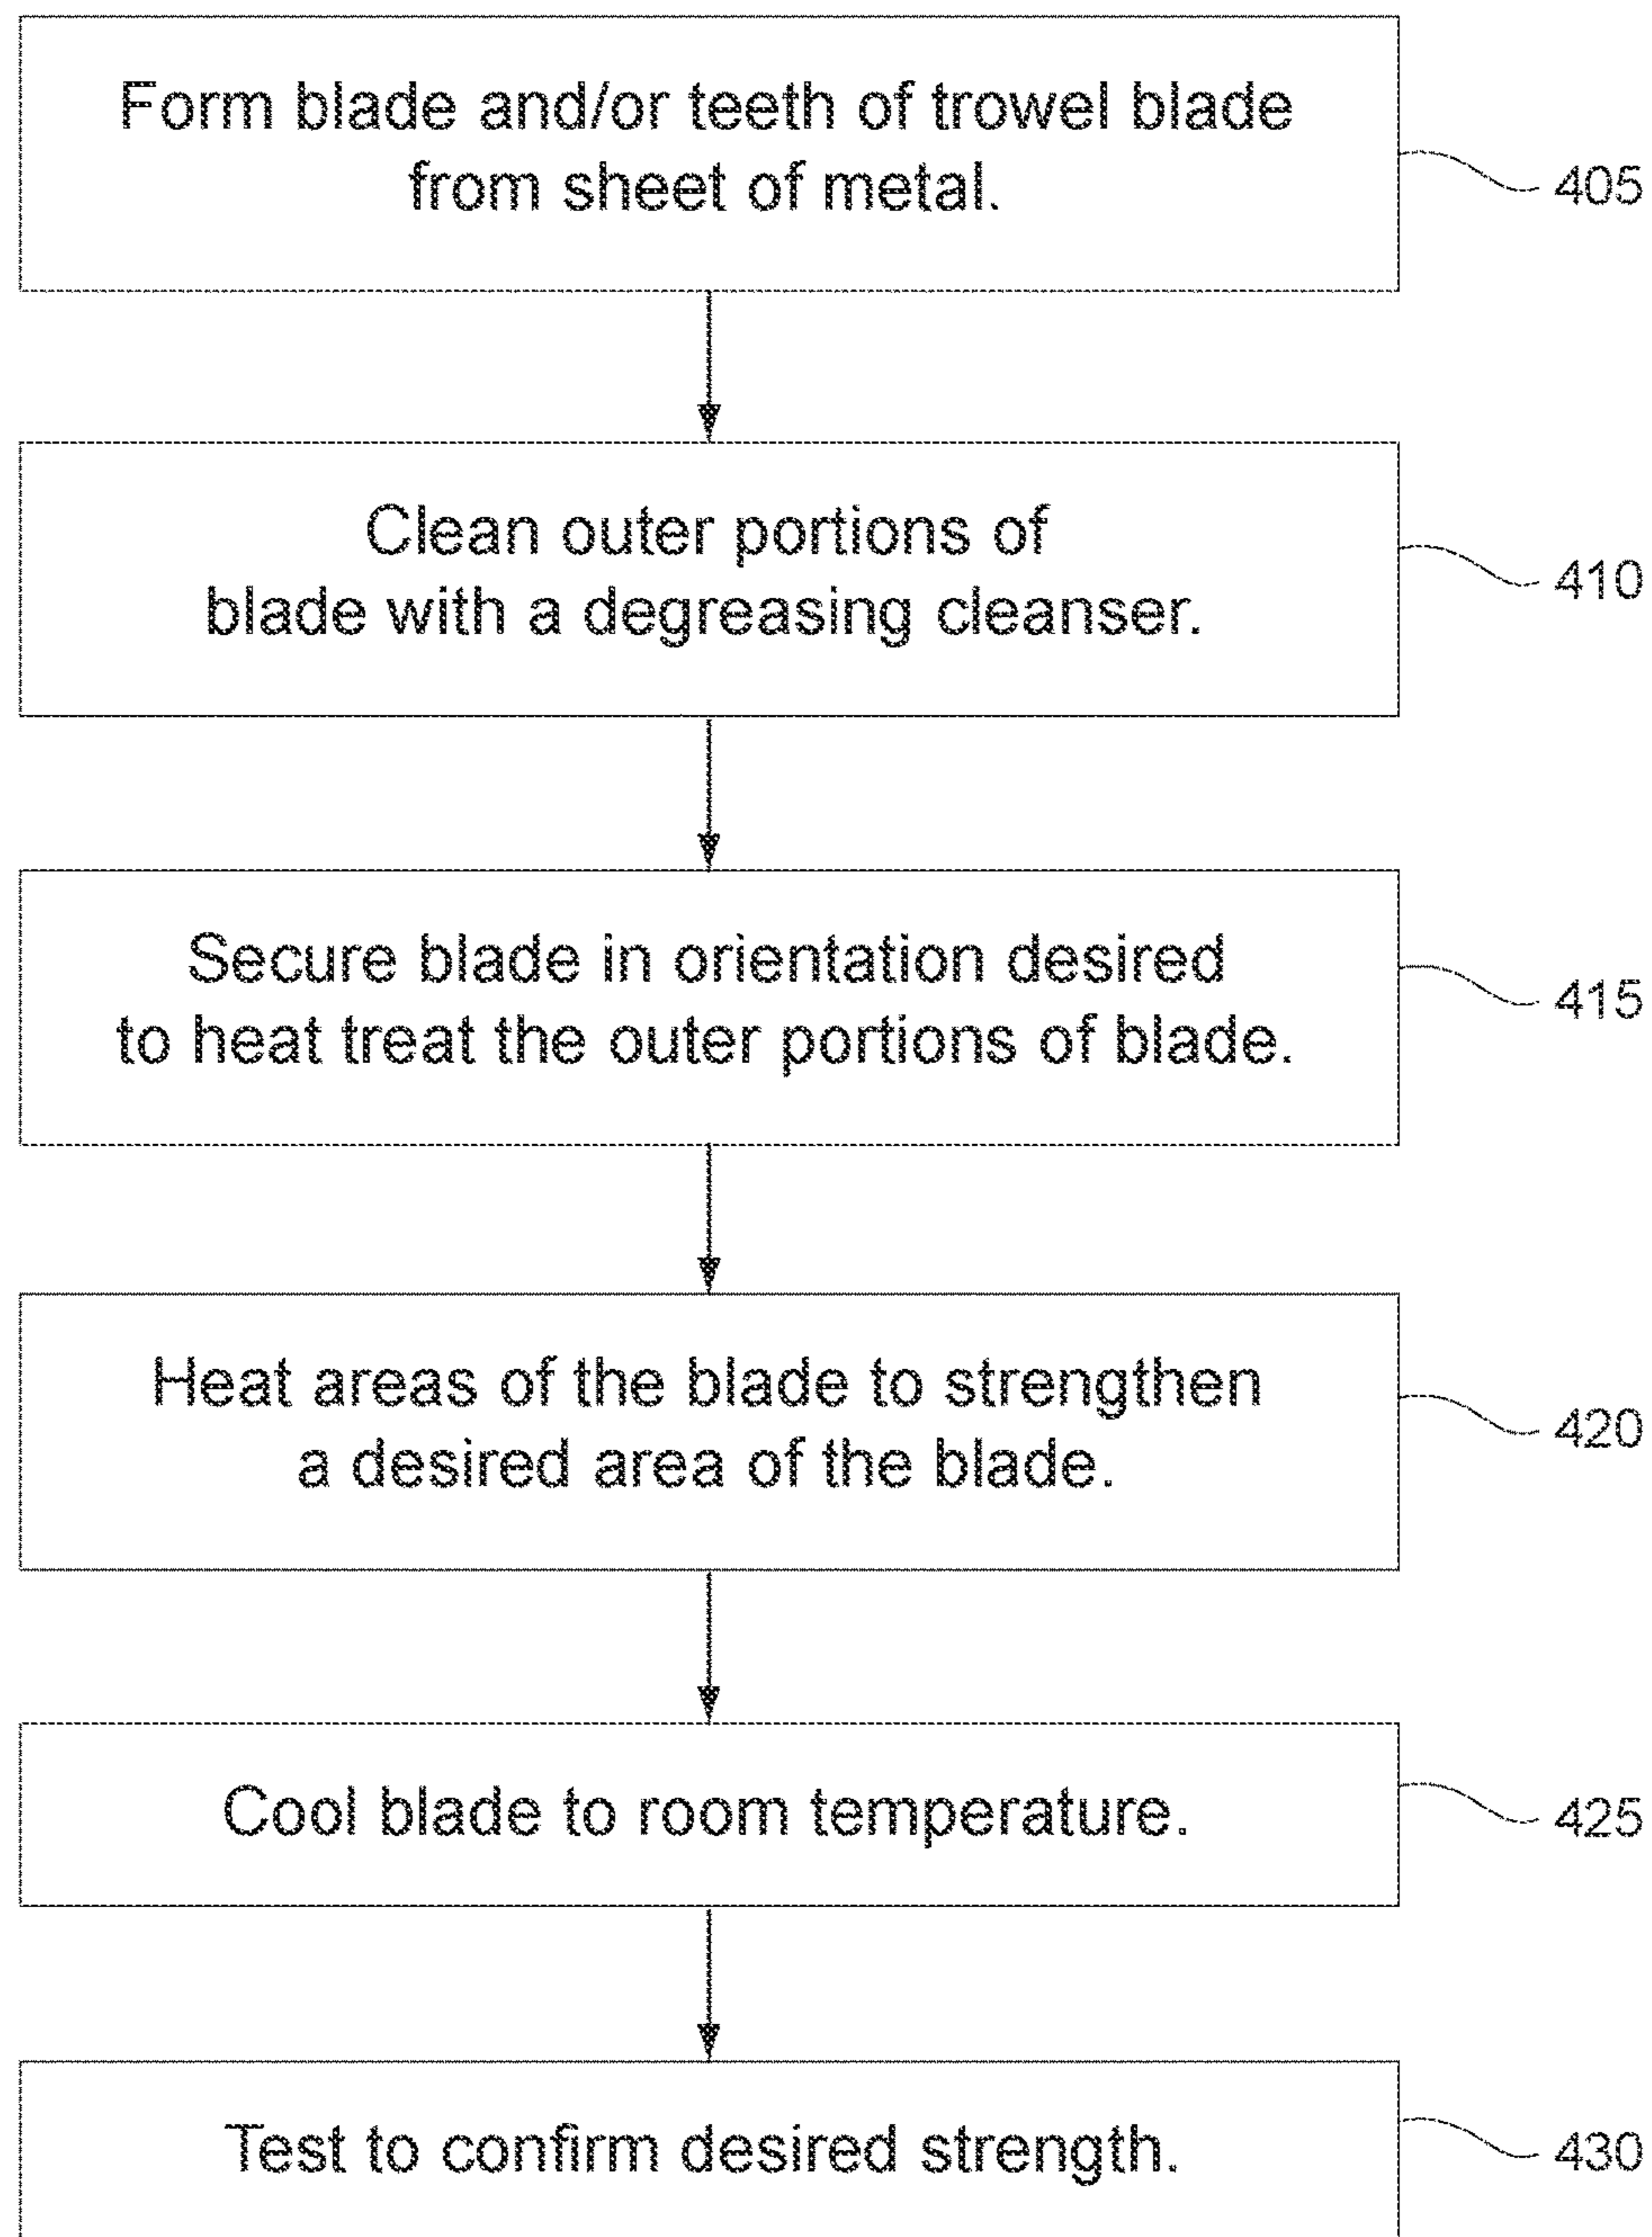 Form blade and/or teeth of trowel blade
from sheet of metal.
405
Clean outer portions of
blade with a degreasing cleanser.
410
Secure blade in orientation desired
to heat treat the outer portions of blade.
415
Heat areas of the blade to strengthen
a desired area of the blade.
420
Cool blade to room temperature.
425
Test to confirm desired strength.
430